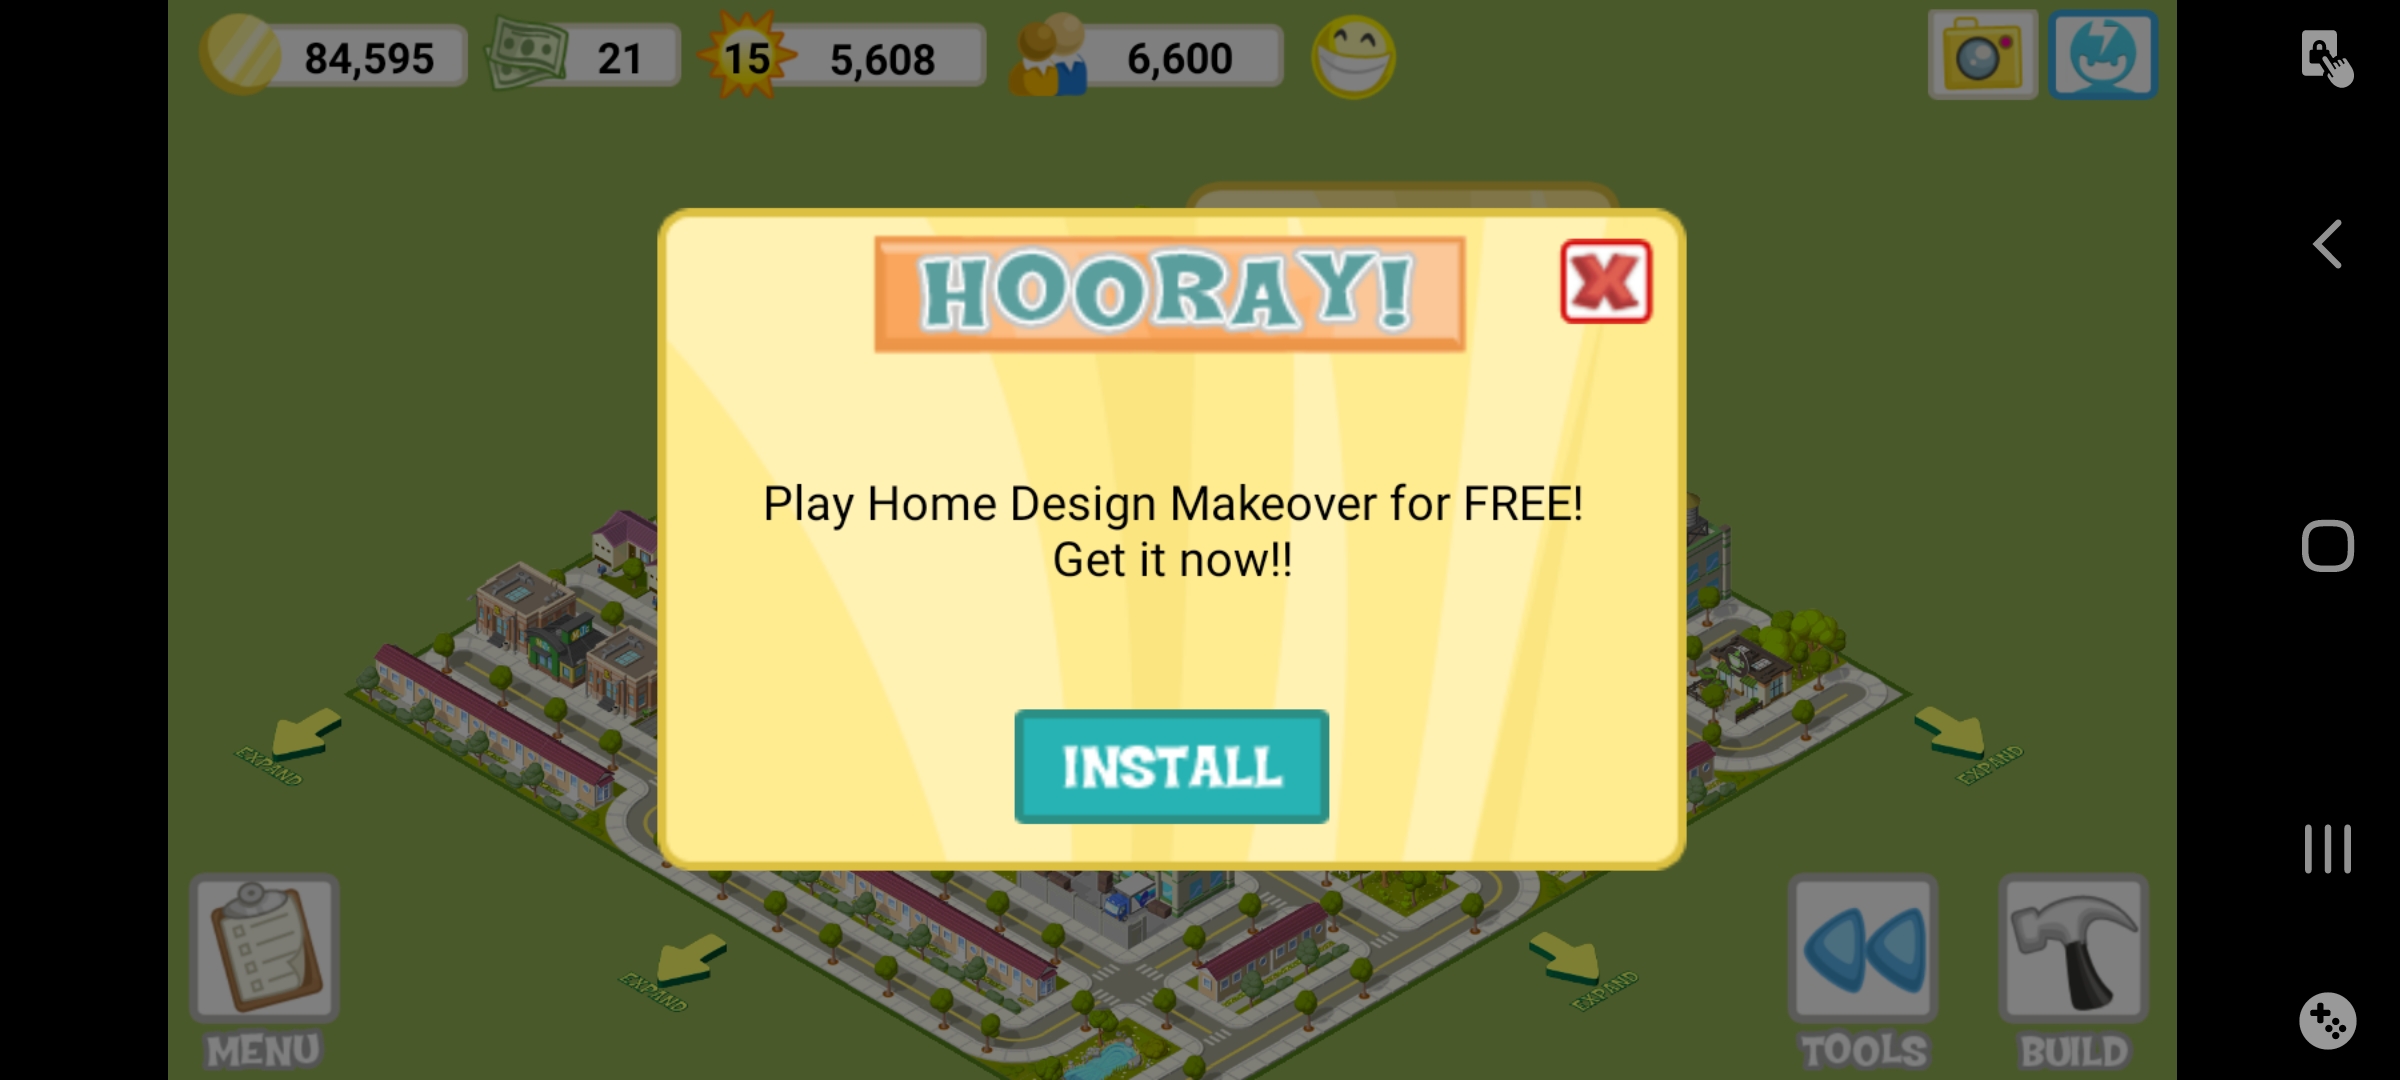 84,595
21
15
5,608
6,600
HOORAY!
X
Play Home Design Makeover for FREE!
Get it now!!
INSTALL
EXPAND
EXPAND
EXPAND
EXPAND
MENU
TOOLS
BUILD